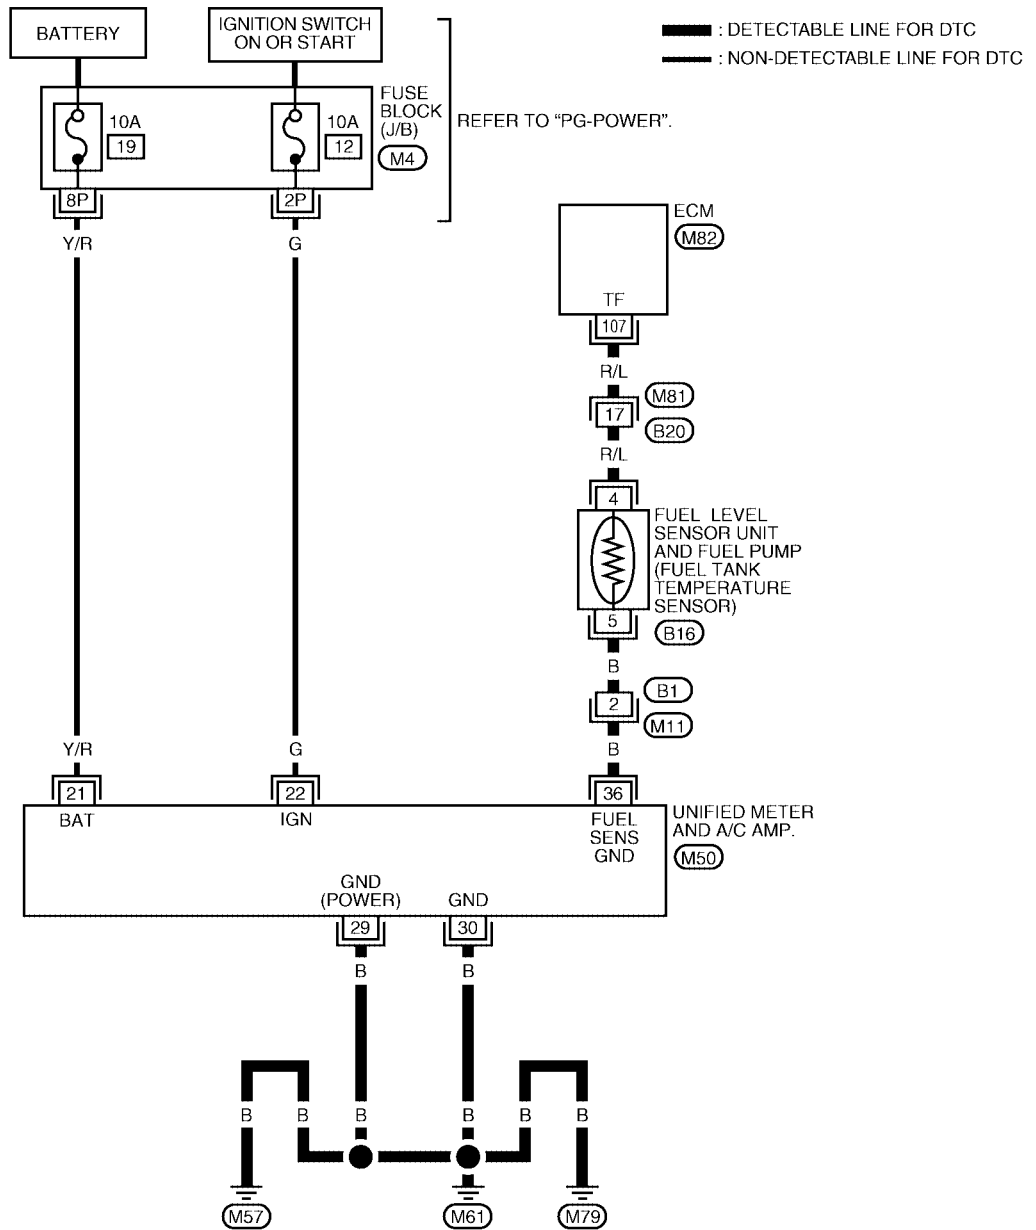 BATTERY
IGNITION SWITCH
ON OR START
: DETECTABLE LINE FOR DTC
: NON-DETECTABLE LINE FOR DTC
10A
19
10A
12
FUSE
BLOCK
(J/B)
M4
REFER TO “PG-POWER”.
8P
2P
Y/R
G
ECM
M82
TF
107
R/L
M81
17
B20
R/L
4
FUEL LEVEL
SENSOR UNIT
AND FUEL PUMP
(FUEL TANK
TEMPERATURE
SENSOR)
5
B16
B
B1
2
M11
Y/R
G
B
21
22
36
BAT
IGN
FUEL
SENS
GND
UNIFIED METER
AND A/C AMP.
M50
GND
(POWER)
GND
29
30
B
B
B
B
B
B
B
B
M57
M61
M79